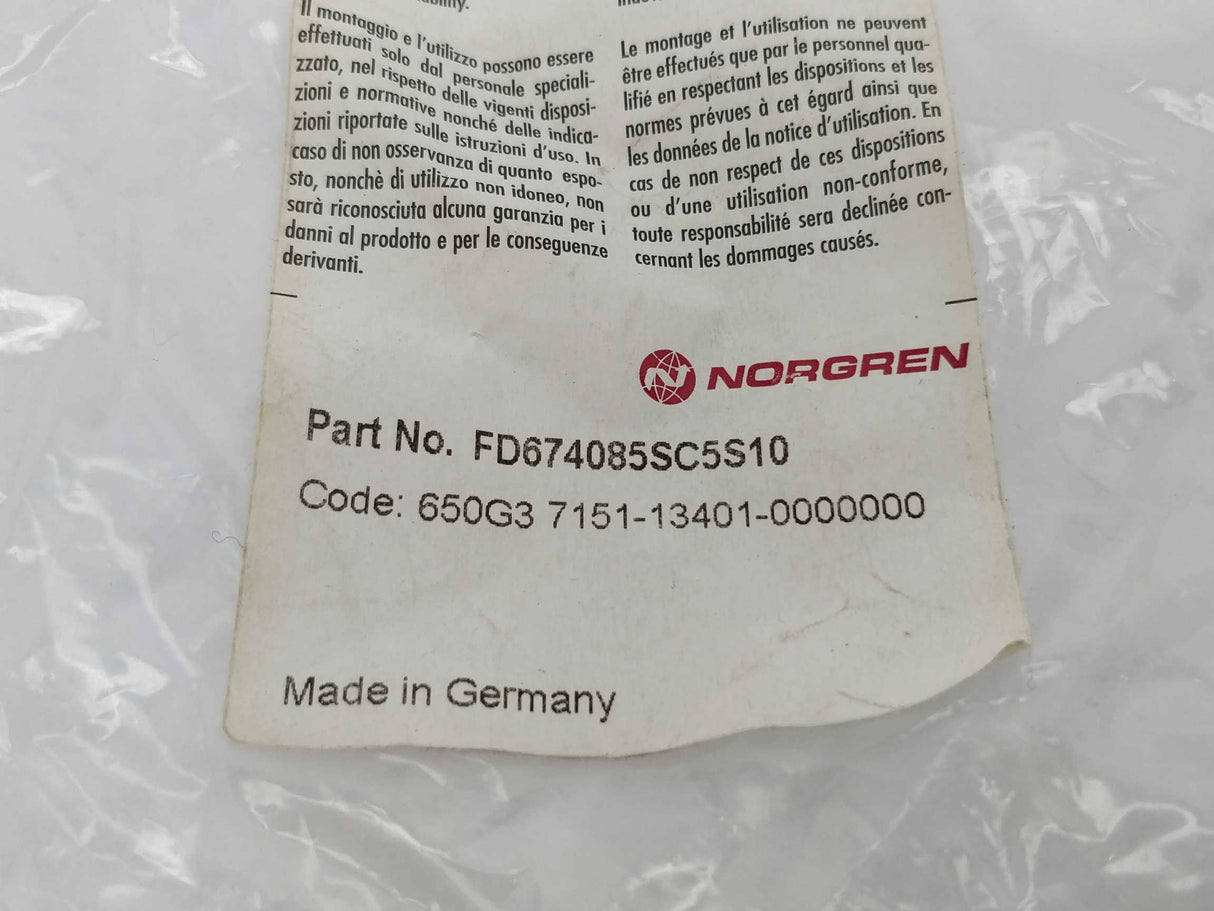 Il montaggio e l'utilizzo possono essere
effettuati solo dal personale speciali-
zzato, nel rispetto delle vigenti disposi-
zioni e normative nonché delle indica-
zioni riportate sulle istruzioni d'uso. In
caso di non osservanza di quanto espo-
sto, nonchè di utilizzo non idoneo, non
sarà riconosciuta alcuna garanzia per i
danni al prodotto e per le conseguenze
derivanti.
Le montage et l'utilisation ne peuvent
être effectués que par le personnel qua-
lifié en respectant les dispositions et les
normes prévues à cet égard ainsi que
les données de la notice d'utilisation. En
cas de non respect de ces dispositions
ou d'une utilisation non-conforme,
toute responsabilité sera declinée con-
cernant les dommages causés.
NORGREN
Part No. FD674085SC5S10
Code: 650G3 7151-13401-0000000
Made in Germany